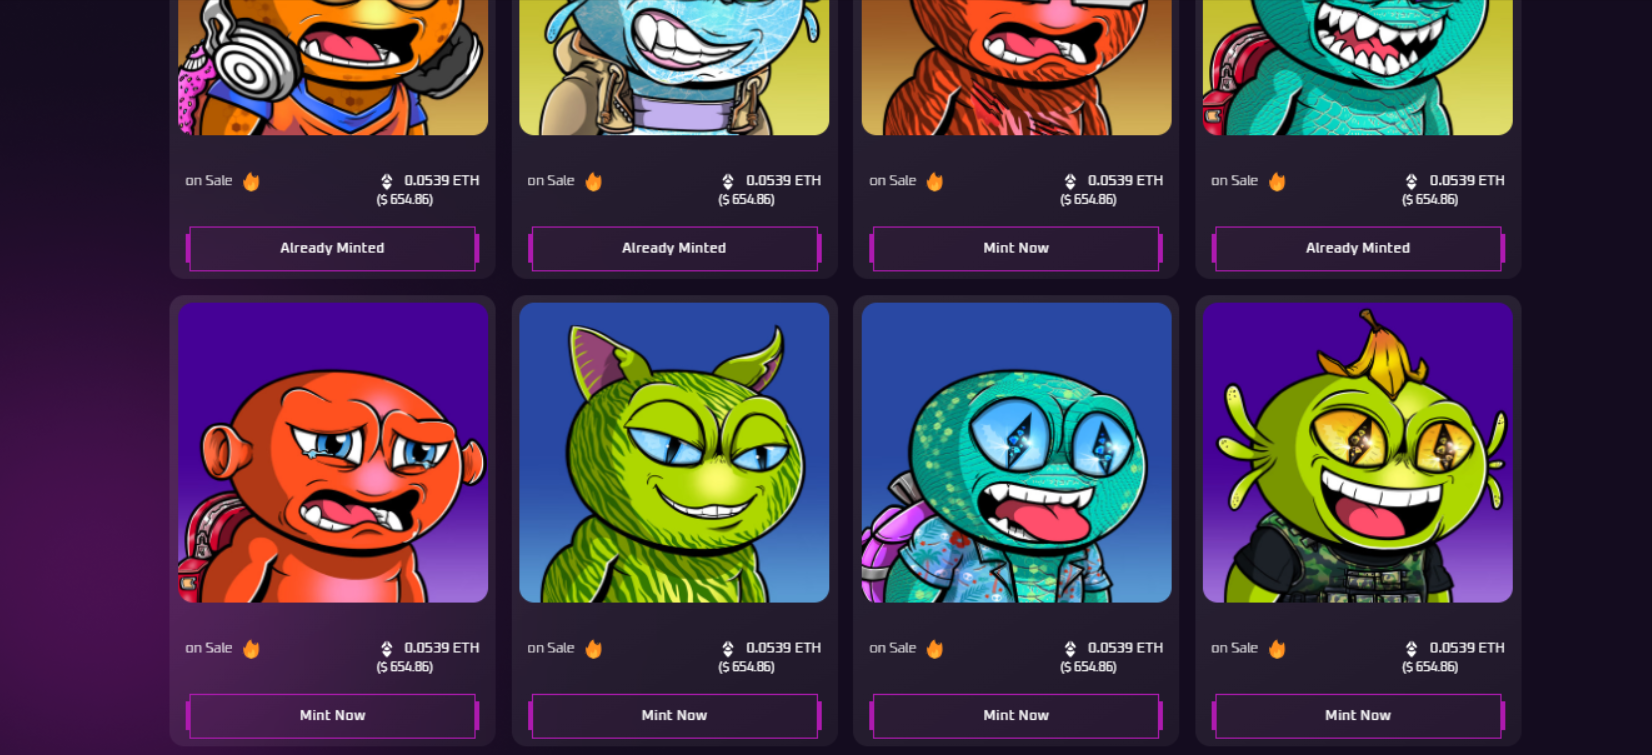 on Sale 0.0539 ETH
($ 654.86)
on Sale 0.0539 ETH
($ 654.86)
on Sale 0.0539 ETH
($ 654.86)
on Sale 0.0539 ETH
($ 654.86)
Already Minted
Already Minted
Mint Now
Already Minted
on Sale 0.0539 ETH
($ 654.86)
on Sale 0.0539 ETH
($ 654.86)
on Sale 0.0539 ETH
($ 654.86)
on Sale 0.0539 ETH
($ 654.86)
Mint Now
Mint Now
Mint Now
Mint Now